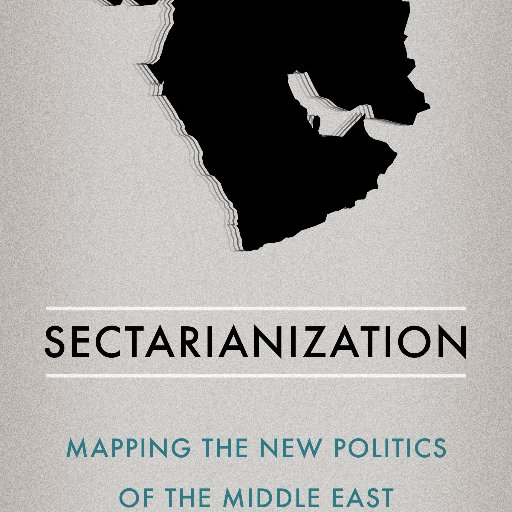 SECTARIANIZATION
MAPPING THE NEW POLITICS
OF THE MIDDLE EAST